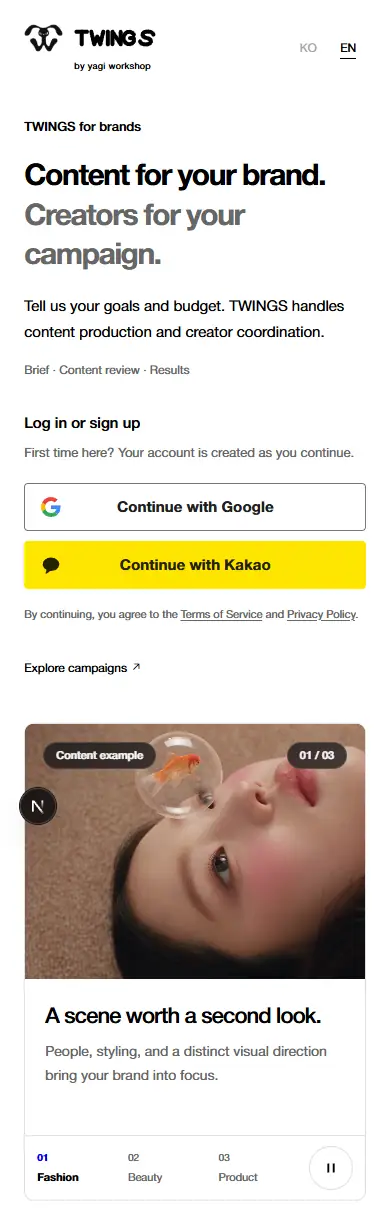 TWINGS
by yagi workshop
KO
EN
TWINGS for brands
Content for your brand.
Creators for your
campaign.
Tell us your goals and budget. TWINGS handles
content production and creator coordination.
Brief · Content review · Results
Log in or sign up
First time here? Your account is created as you continue.
Continue with Google
Continue with Kakao
By continuing, you agree to the Terms of Service and Privacy Policy.
Explore campaigns ↗
Content example
01 / 03
N
A scene worth a second look.
People, styling, and a distinct visual direction
bring your brand into focus.
01
Fashion
02
Beauty
03
Product